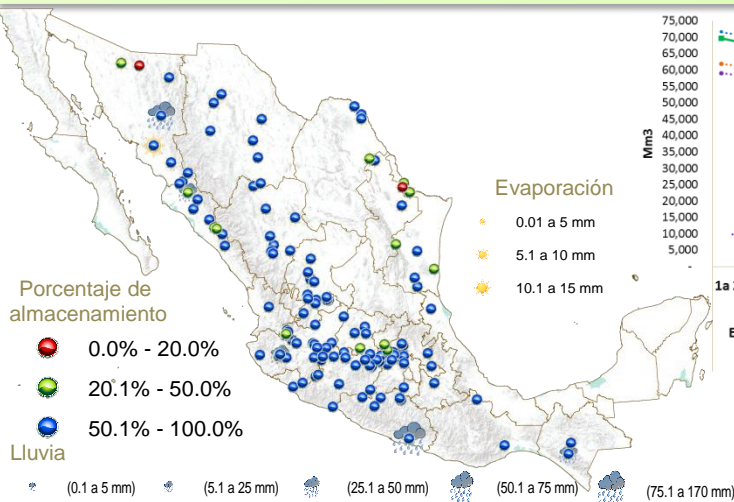 75,000
70,000
65,000
60,000
55,000
50,000
45,000
40,000
35,000
30,000
25,000
20,000
15,000
10,000
5,000
-
Mm3
1a
E
Evaporación
0.01 a 5 mm
5.1 a 10 mm
10.1 a 15 mm
Porcentaje de
almacenamiento
0.0% - 20.0%
20.1% - 50.0%
50.1% - 100.0%
Lluvia
(0.1 a 5 mm)
(5.1 a 25 mm)
(25.1 a 50 mm)
(50.1 a 75 mm)
(75.1 a 170 mm)